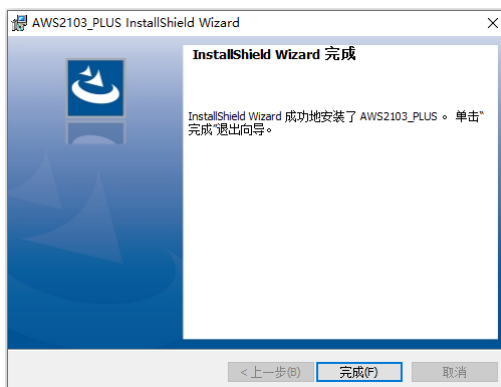 AWS2103_PLUS InstallShield Wizard
InstallShield Wizard 完成
InstallShield Wizard 成功地安装了 AWS2103_PLUS 。 单击“
完成”退出向导。
<上一步(B)
完成(F)
取消